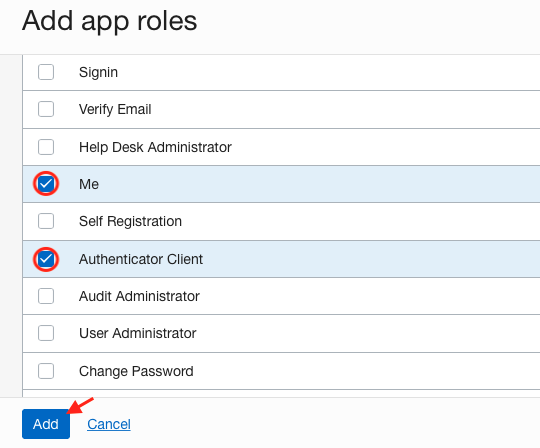 Add app roles
Signin
Verify Email
Help Desk Administrator
Me
Self Registration
Authenticator Client
Audit Administrator
User Administrator
Change Password
Add
Cancel